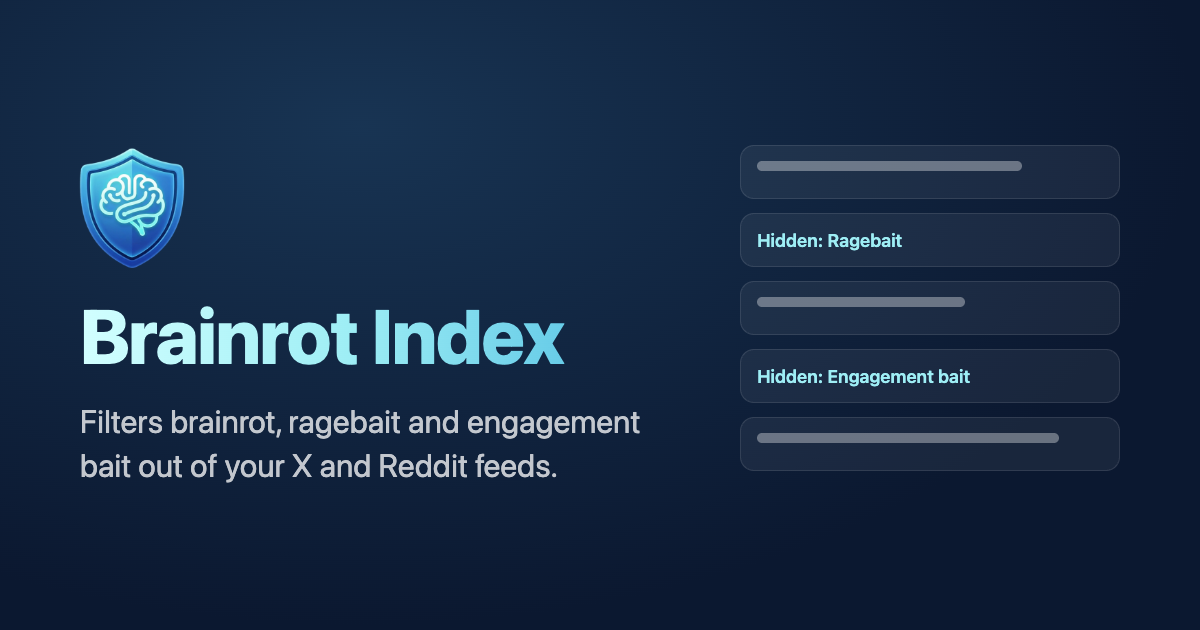 Brainrot Index
Filters brainrot, ragebait and engagement
bait out of your X and Reddit feeds.
Hidden: Ragebait
Hidden: Engagement bait